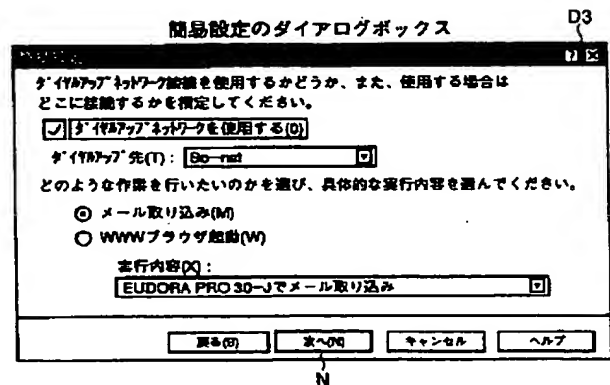 簡易設定のダイアログボックス
D3
ダイヤルアップネットワーク接続を使用するかどうか、また、使用する場合は
どこに接続するかを指定してください。
ダイヤルアップネットワークを使用する(D)
ダイヤルアップ先(T): So-net
どのような作業を行いたいのかを選び、具体的な実行内容を選んでください。
メール取り込み(M)
WWWブラウザ起動(W)
実行内容(X):
EUDORA PRO 30-Jでメール取り込み
戻る(B) 次へ(N) キャンセル ヘルプ
N